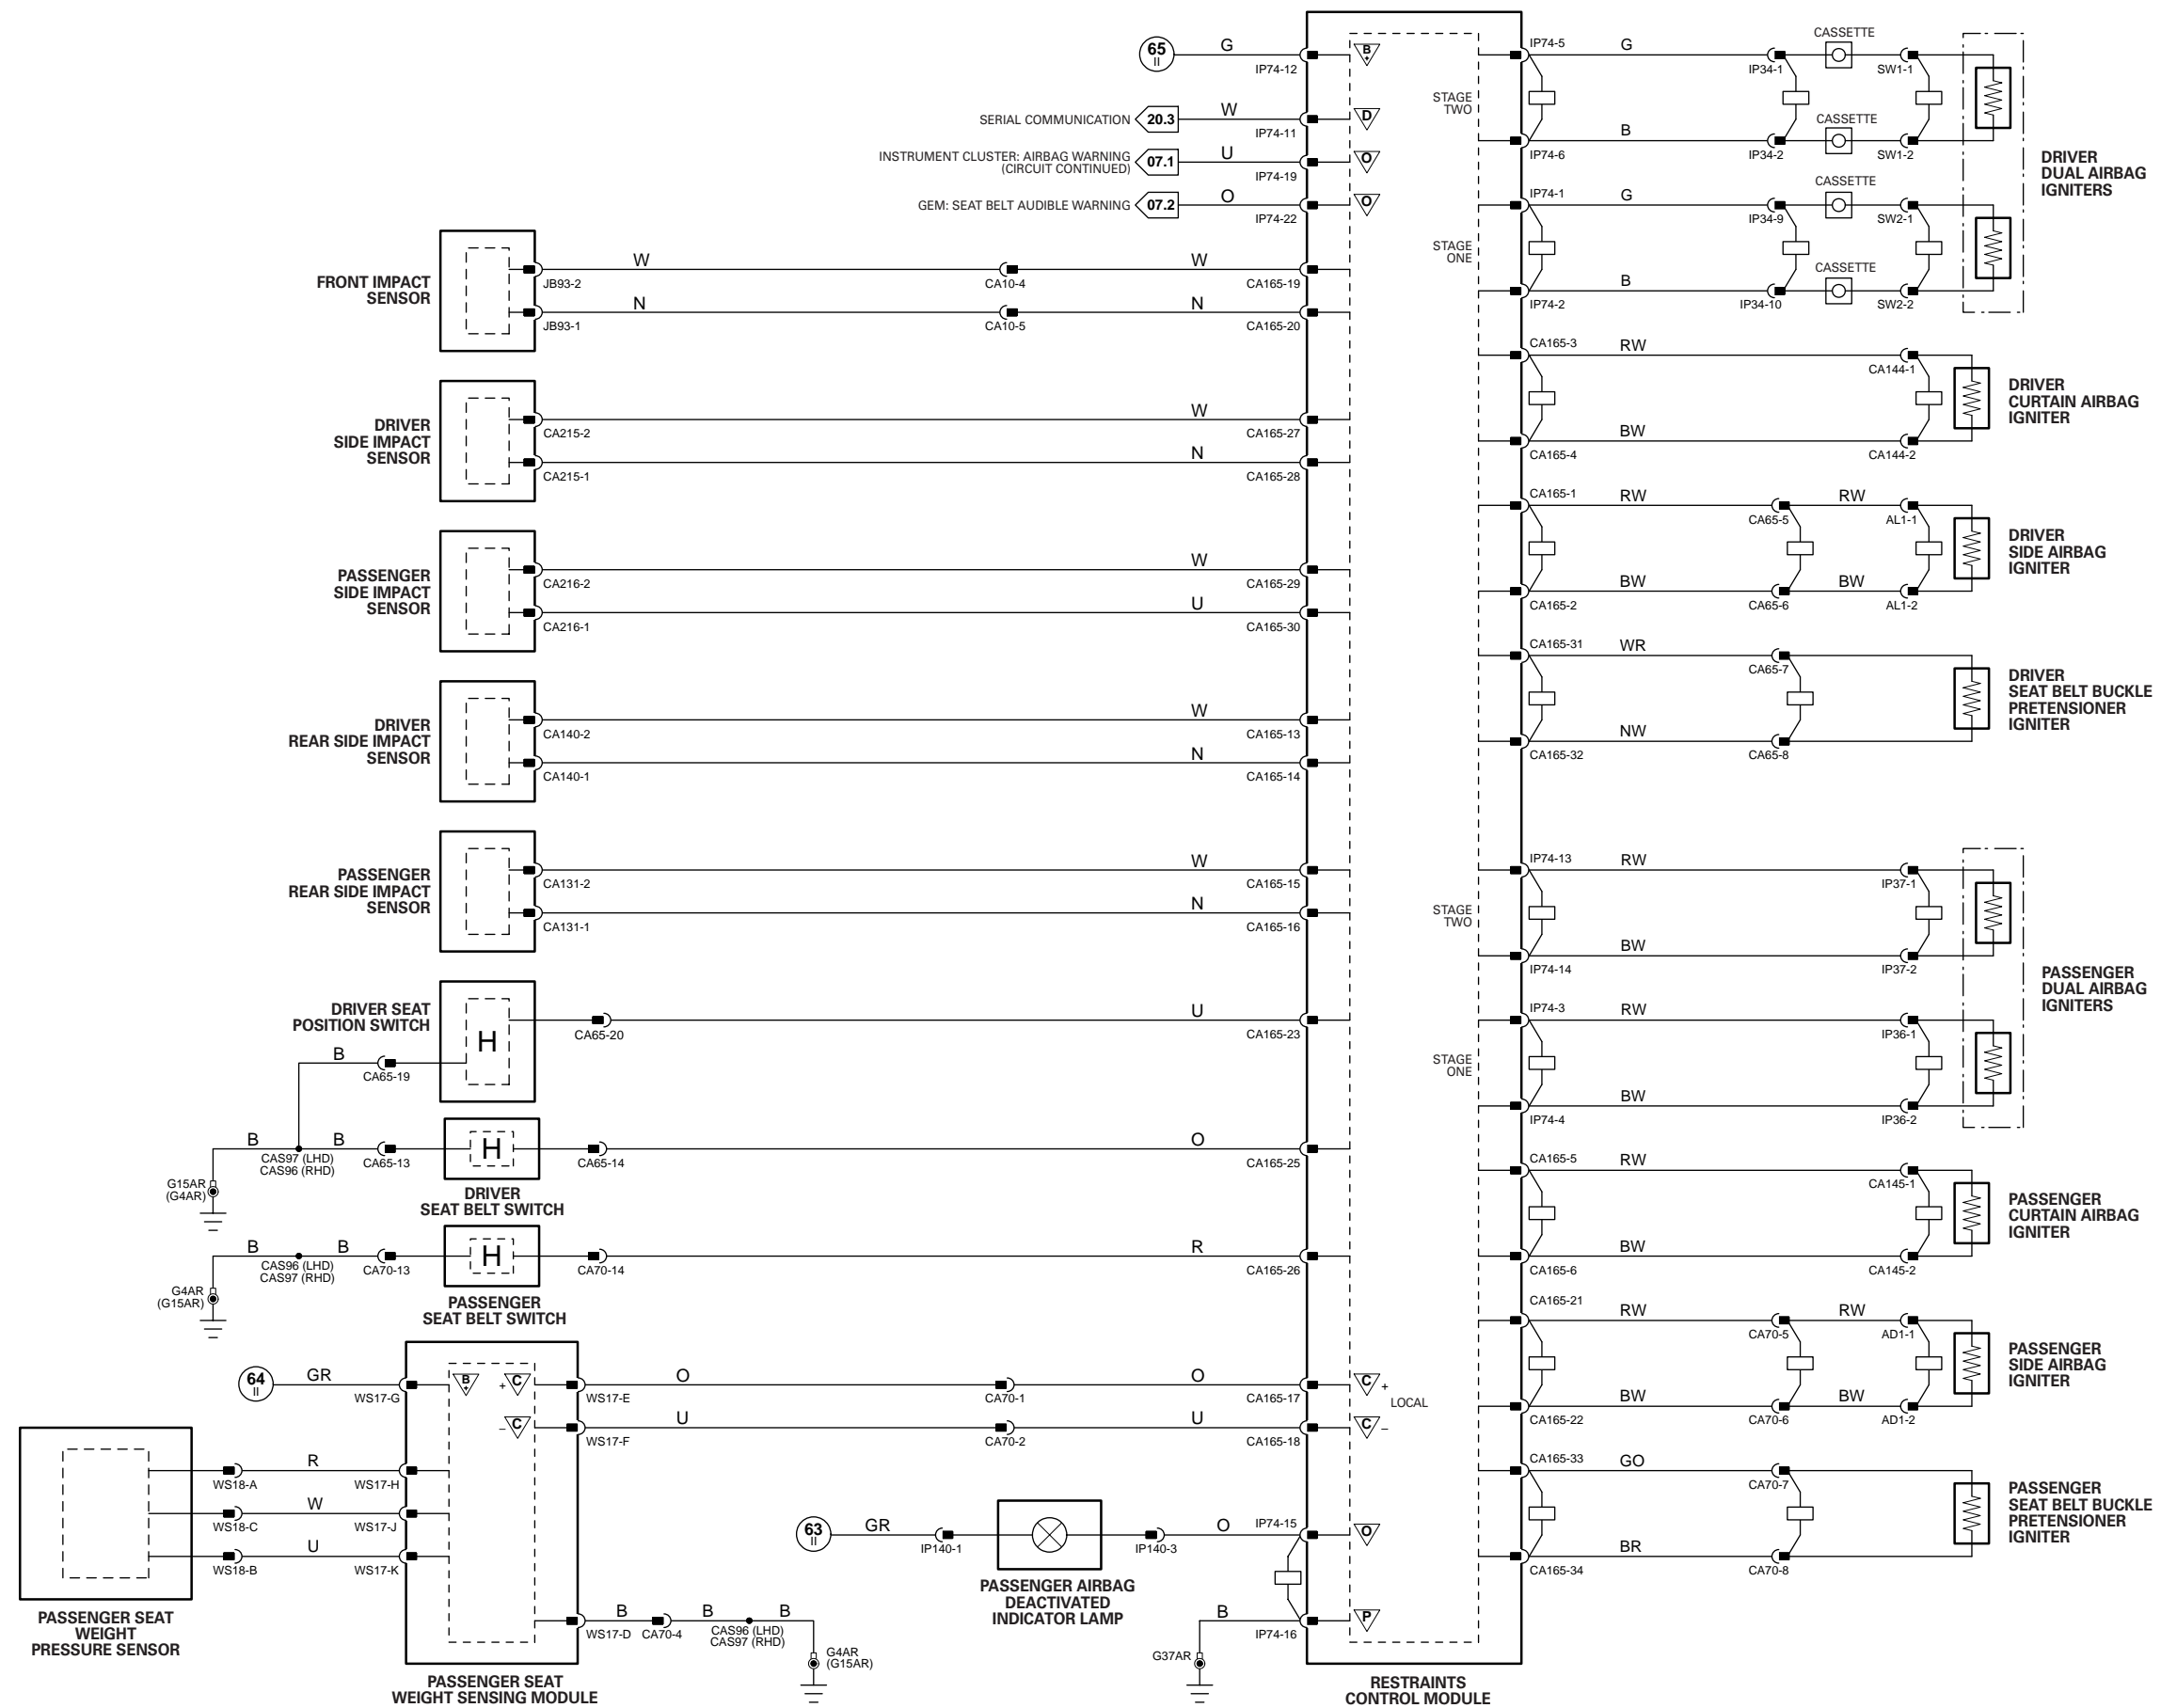 65
II
G
IP74-12
B
+
SERIAL COMMUNICATION
20.3
W
IP74-11
D
INSTRUMENT CLUSTER: AIRBAG WARNING
(CIRCUIT CONTINUED)
07.1
U
IP74-19
O
GEM: SEAT BELT AUDIBLE WARNING
07.2
O
IP74-22
O
FRONT IMPACT
SENSOR
JB93-2
W
CA10-4
W
CA165-19
JB93-1
N
CA10-5
N
CA165-20
DRIVER
SIDE IMPACT
SENSOR
CA215-2
W
CA165-27
CA215-1
N
CA165-28
PASSENGER
SIDE IMPACT
SENSOR
CA216-2
W
CA165-29
CA216-1
U
CA165-30
DRIVER
REAR SIDE IMPACT
SENSOR
CA140-2
W
CA165-13
CA140-1
N
CA165-14
PASSENGER
REAR SIDE IMPACT
SENSOR
CA131-2
W
CA165-15
CA131-1
N
CA165-16
DRIVER SEAT
POSITION SWITCH
H
CA65-20
U
CA165-23
B
CA65-19
B
CAS97 (LHD)
CAS96 (RHD)
B
CA65-13
H
CA65-14
O
CA165-25
G15AR
(G4AR)
DRIVER
SEAT BELT SWITCH
B
CAS96 (LHD)
CAS97 (RHD)
B
CA70-13
H
CA70-14
R
CA165-26
G4AR
(G15AR)
PASSENGER
SEAT BELT SWITCH
64
II
GR
WS17-G
B
+
+
C
WS17-E
O
CA70-1
O
CA165-17
C
+
LOCAL
–
C
WS17-F
U
CA70-2
U
CA165-18
C
–
WS18-A
R
WS17-H
WS18-C
W
WS17-J
WS18-B
U
WS17-K
PASSENGER SEAT
WEIGHT
PRESSURE SENSOR
WS17-D
B
CA70-4
B
CAS96 (LHD)
CAS97 (RHD)
B
G4AR
(G15AR)
PASSENGER SEAT
WEIGHT SENSING MODULE
63
II
GR
IP140-1
IP140-3
O
IP74-15
O
PASSENGER AIRBAG
DEACTIVATED
INDICATOR LAMP
B
IP74-16
P
G37AR
RESTRAINTS
CONTROL MODULE
STAGE
TWO
IP74-5
G
IP34-1
CASSETTE
SW1-1
IP74-6
B
IP34-2
CASSETTE
SW1-2
DRIVER
DUAL AIRBAG
IGNITERS
STAGE
ONE
IP74-1
G
IP34-9
CASSETTE
SW2-1
IP74-2
B
IP34-10
CASSETTE
SW2-2
CA165-3
RW
CA144-1
CA165-4
BW
CA144-2
DRIVER
CURTAIN AIRBAG
IGNITER
CA165-1
RW
CA65-5
RW
AL1-1
CA165-2
BW
CA65-6
BW
AL1-2
DRIVER
SIDE AIRBAG
IGNITER
CA165-31
WR
CA65-7
CA165-32
NW
CA65-8
DRIVER
SEAT BELT BUCKLE
PRETENSIONER
IGNITER
STAGE
TWO
IP74-13
RW
IP37-1
IP74-14
BW
IP37-2
PASSENGER
DUAL AIRBAG
IGNITERS
STAGE
ONE
IP74-3
RW
IP36-1
IP74-4
BW
IP36-2
CA165-5
RW
CA145-1
CA165-6
BW
CA145-2
PASSENGER
CURTAIN AIRBAG
IGNITER
CA165-21
RW
CA70-5
RW
AD1-1
CA165-22
BW
CA70-6
BW
AD1-2
PASSENGER
SIDE AIRBAG
IGNITER
CA165-33
GO
CA70-7
CA165-34
BR
CA70-8
PASSENGER
SEAT BELT BUCKLE
PRETENSIONER
IGNITER